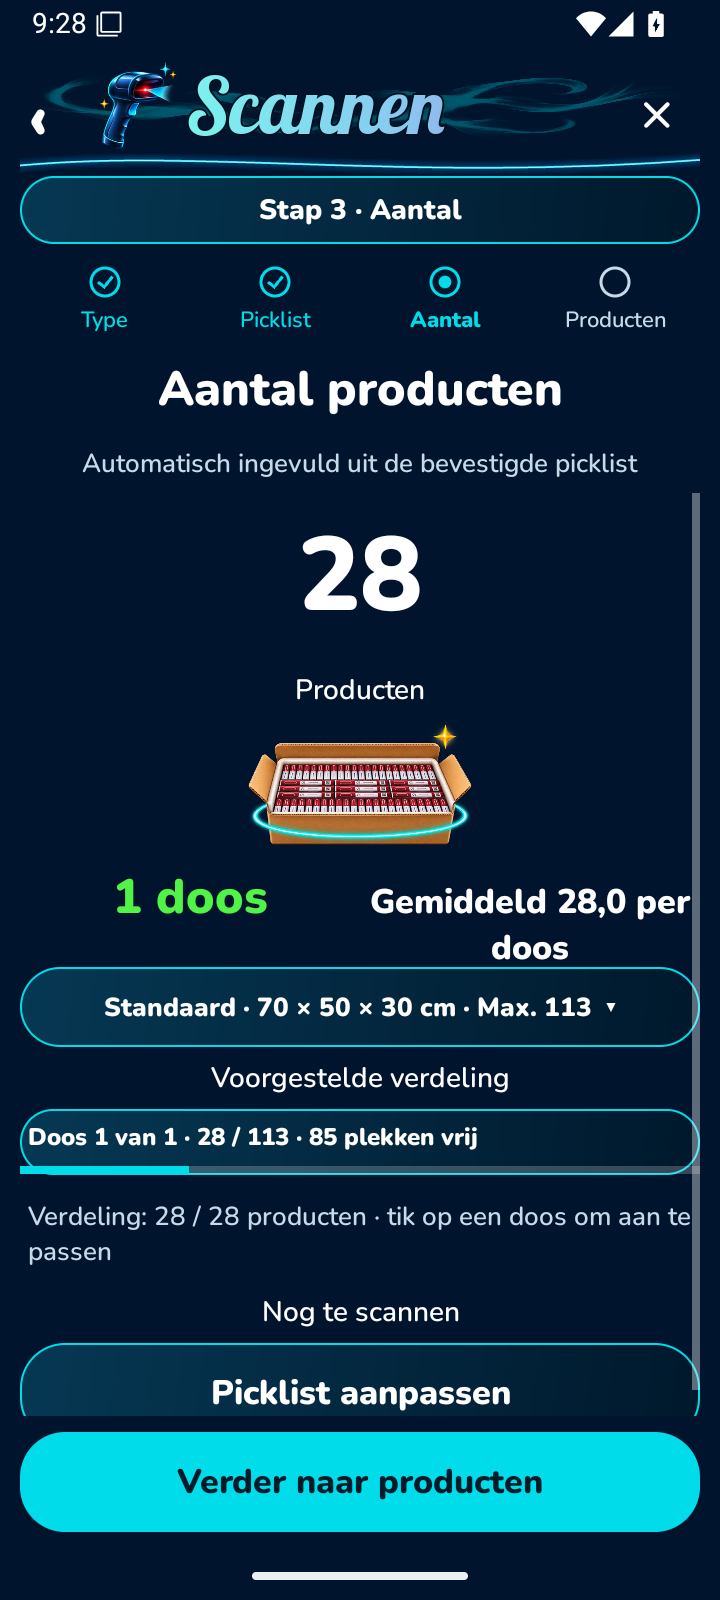 9:28
Scannen
Stap 3 · Aantal
Type
Picklist
Aantal
Producten
Aantal producten
Automatisch ingevuld uit de bevestigde picklist
28
Producten
1 doos
Gemiddeld 28,0 per
doos
Standaard · 70 × 50 × 30 cm · Max. 113 ▼
Voorgestelde verdeling
Doos 1 van 1 · 28 / 113 · 85 plekken vrij
Verdeling: 28 / 28 producten · tik op een doos om aan te
passen
Nog te scannen
Picklist aanpassen
Verder naar producten